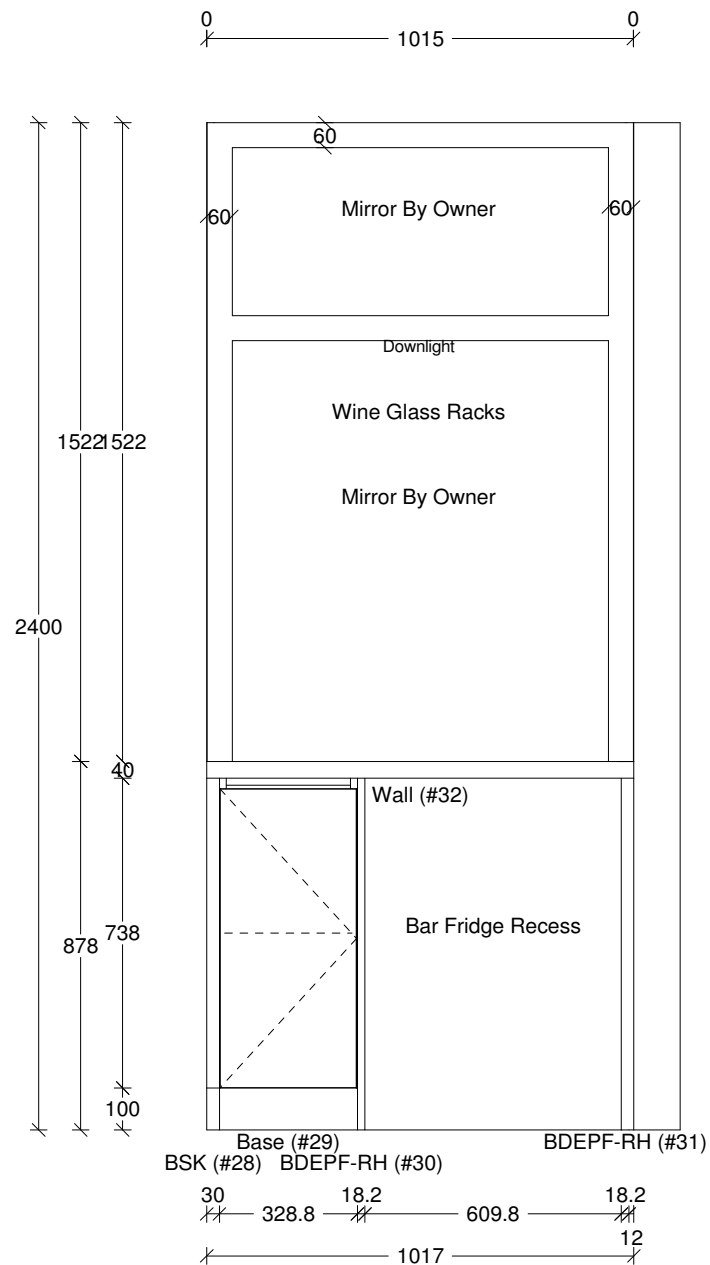 0 0
1015
60
Mirror By Owner
60 60
Downlight
Wine Glass Racks
1522 1522
Mirror By Owner
2400
40
Wall (#32)
Bar Fridge Recess
878 738
100
Base (#29) BDEPF-RH (#31)
BSK (#28) BDEPF-RH (#30)
30 18.2 18.2
328.8 609.8
12
1017